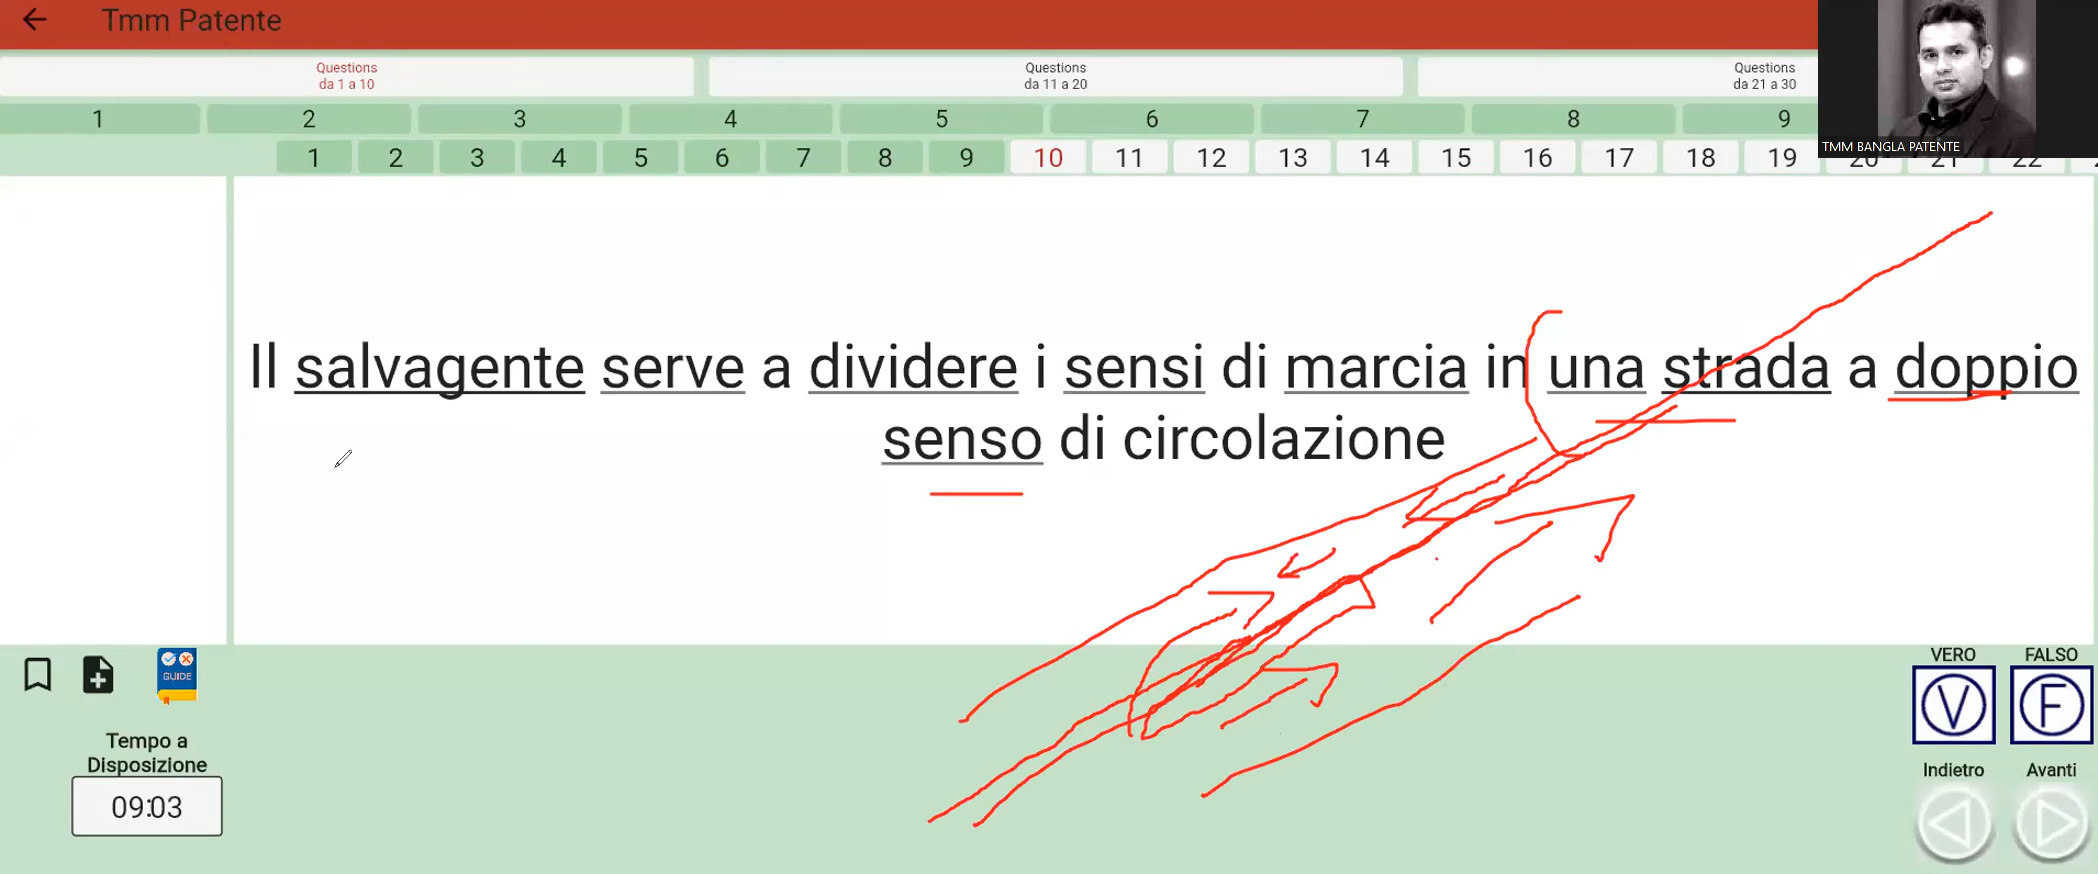 Tmm Patente
Questions
da 1 a 10
Questions
da 11 a 20
Questions
da 21 a 30
1 2 3 4 5 6 7 8 9
1 2 3 4 5 6 7 8 9 10 11 12 13 14 15 16 17 18 19 20 21 22
TMM BANGLA PATENTE
Il salvagente serve a dividere i sensi di marcia in una strada a doppio
senso di circolazione
GUIDE
Tempo a
Disposizione
09:03
VERO FALSO
V F
Indietro Avanti